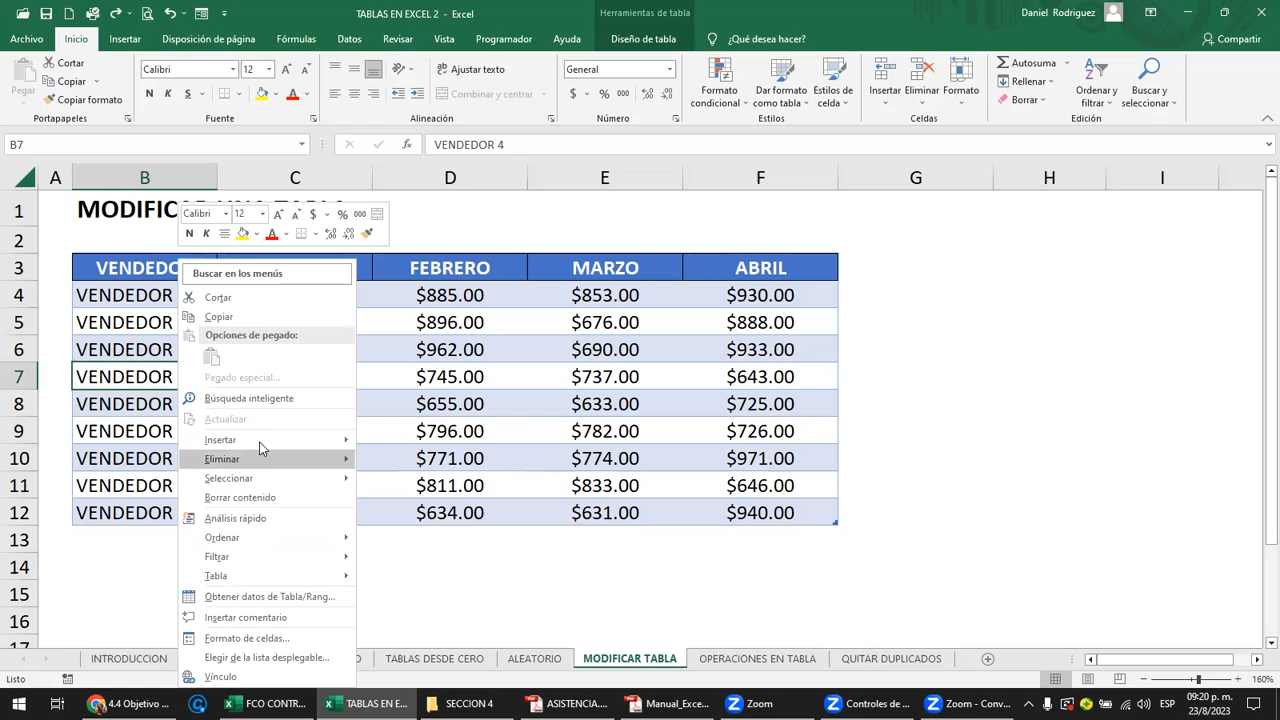 TABLAS EN EXCEL 2 - Excel
Herramientas de tabla
Daniel Rodriguez
Archivo Inicio Insertar Disposición de página Fórmulas Datos Revisar Vista Programador Ayuda Diseño de tabla ¿Qué desea hacer? Compartir
Pegar
Cortar
Copiar
Copiar formato
Portapapeles
Calibri 12
N K S
Fuente
Ajustar texto
Combinar y centrar
Alineación
General
$ % 000
Número
Formato condicional
Dar formato como tabla
Estilos de celda
Estilos
Insertar Eliminar Formato
Celdas
Autosuma
Rellenar
Borrar
Ordenar y filtrar
Buscar y seleccionar
Edición
B7 fx VENDEDOR 4
A B C D E F G H I
1 MODIFICAR UNA TABLA
2
3 VENDEDO FEBRERO MARZO ABRIL
4 VENDEDOR $885.00 $853.00 $930.00
5 VENDEDOR $896.00 $676.00 $888.00
6 VENDEDOR $962.00 $690.00 $933.00
7 VENDEDOR $745.00 $737.00 $643.00
8 VENDEDOR $655.00 $633.00 $725.00
9 VENDEDOR $796.00 $782.00 $726.00
10 VENDEDOR $771.00 $774.00 $971.00
11 VENDEDOR $811.00 $833.00 $646.00
12 VENDEDOR $634.00 $631.00 $940.00
13
14
15
16
17
Calibri 12 $ % 000
N K
Buscar en los menús
Cortar
Copiar
Opciones de pegado:
Pegado especial...
Búsqueda inteligente
Actualizar
Insertar
Eliminar
Seleccionar
Borrar contenido
Análisis rápido
Ordenar
Filtrar
Tabla
Obtener datos de Tabla/Rang...
Insertar comentario
Formato de celdas...
Elegir de la lista desplegable...
Vínculo
INTRODUCCION O TABLAS DESDE CERO ALEATORIO MODIFICAR TABLA OPERACIONES EN TABLA QUITAR DUPLICADOS
Listo 160%
4.4 Objetivo ... FCO CONTR... TABLAS EN E... SECCION 4 ASISTENCIA.... Manual_Exce... Zoom Controles de ... Zoom - Conv... 09:20 p. m.
23/8/2023